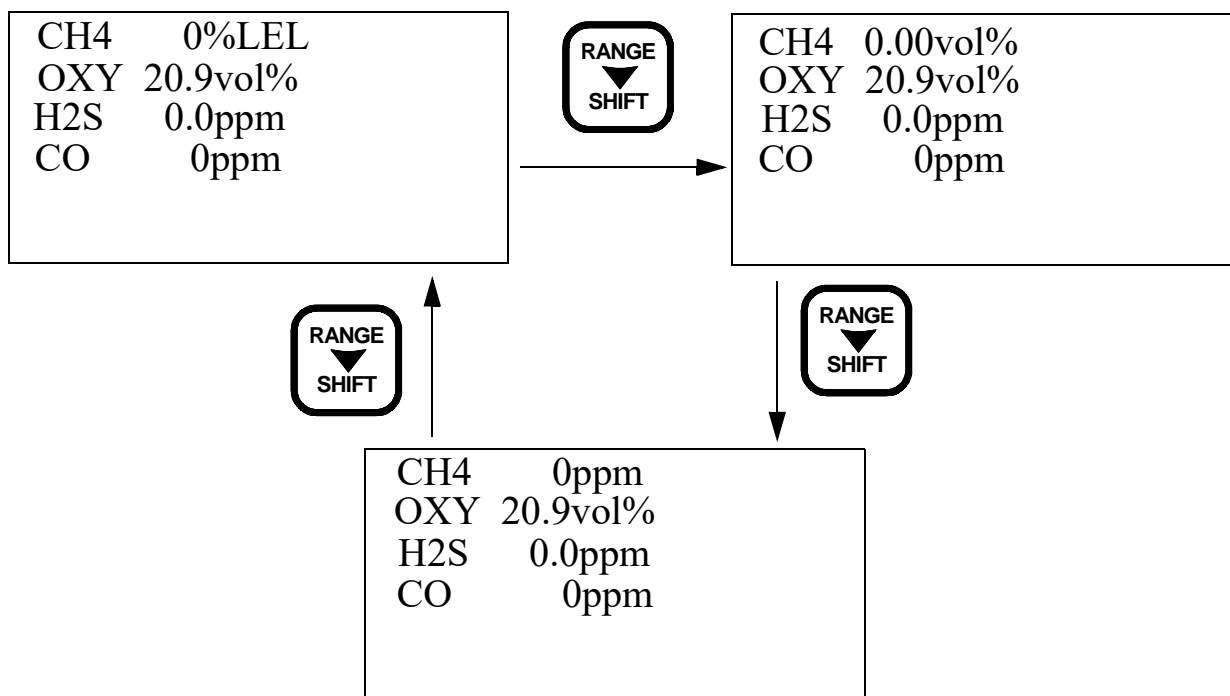 CH4 0%LEL
OXY 20.9vol%
H2S 0.0ppm
CO 0ppm
RANGE
SHIFT
CH4 0.00vol%
OXY 20.9vol%
H2S 0.0ppm
CO 0ppm
RANGE
SHIFT
RANGE
SHIFT
CH4 0ppm
OXY 20.9vol%
H2S 0.0ppm
CO 0ppm